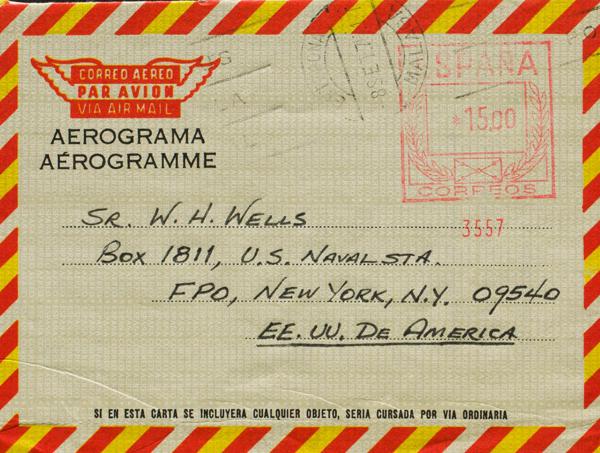 CORREO AEREO
PAR AVION
VIA AIR MAIL
AEROGRAMA
AÉROGRAMME
ESPAÑA
*15,00
CORREOS
3557
SR. W. H. WELLS
BOX 1811, U.S. NAVAL STA.
FPO, NEW YORK, N.Y. 09540
EE. UU. DE AMERICA
SI EN ESTA CARTA SE INCLUYERA CUALQUIER OBJETO, SERIA CURSADA POR VIA ORDINARIA